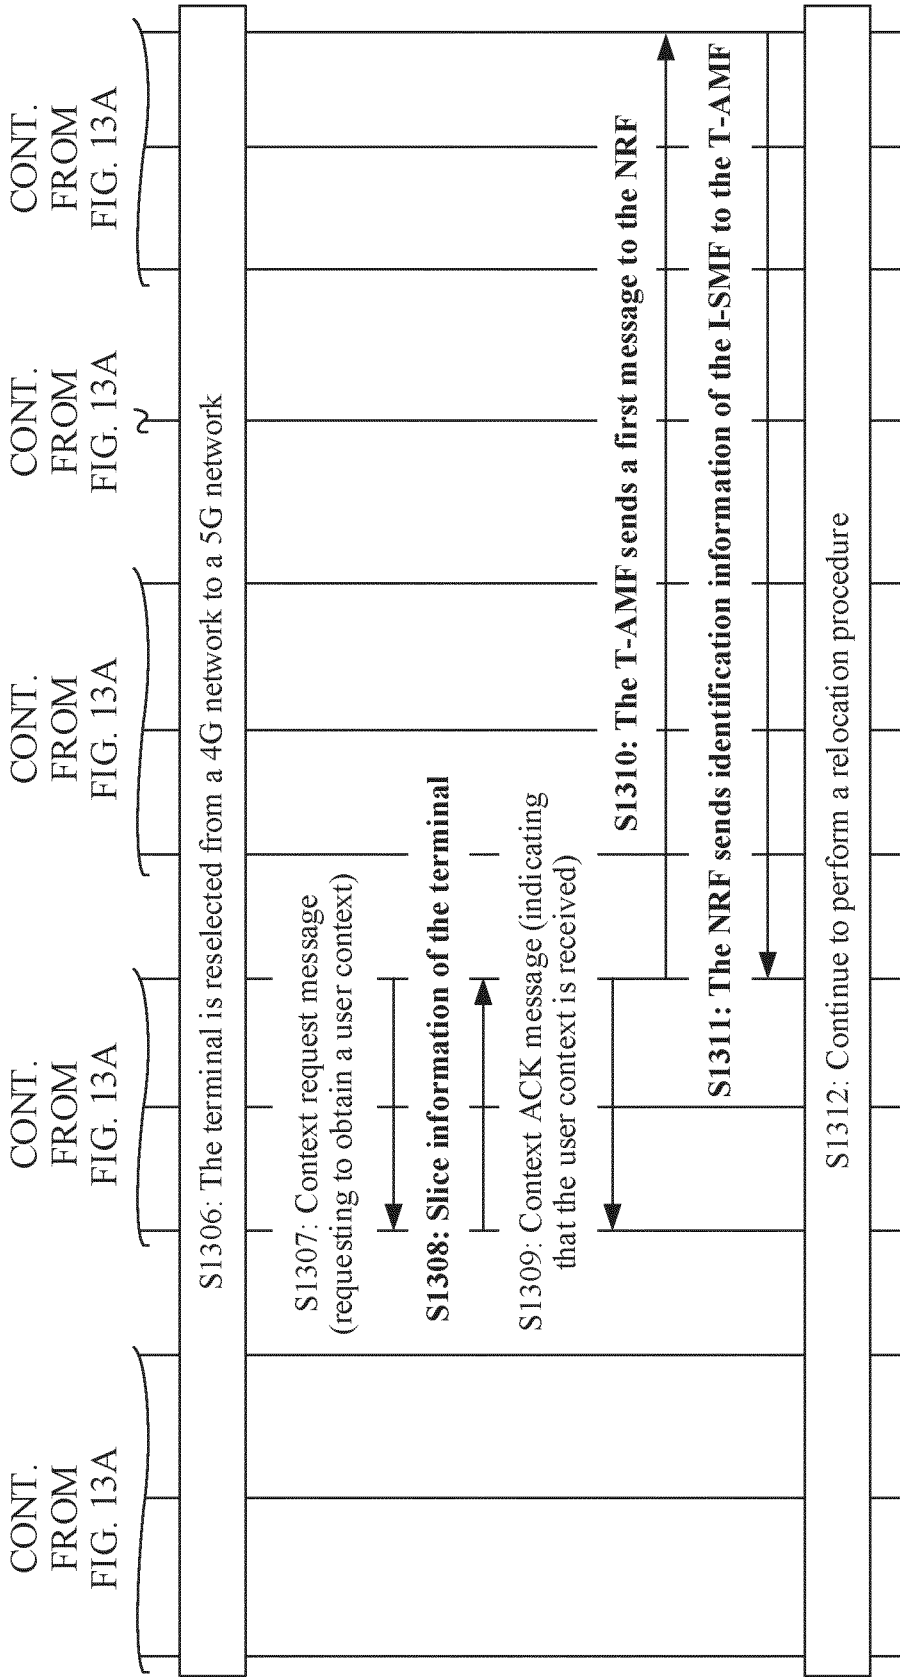 CONT.
FROM
FIG. 13A
CONT.
FROM
FIG. 13A
CONT.
FROM
FIG. 13A
CONT.
FROM
FIG. 13A
CONT.
FROM
FIG. 13A
S1306: The terminal is reselected from a 4G network to a 5G network
S1307: Context request message
(requesting to obtain a user context)
S1308: Slice information of the terminal
S1309: Context ACK message (indicating
that the user context is received)
S1310: The T-AMF sends a first message to the NRF
S1311: The NRF sends identification information of the I-SMF to the T-AMF
S1312: Continue to perform a relocation procedure